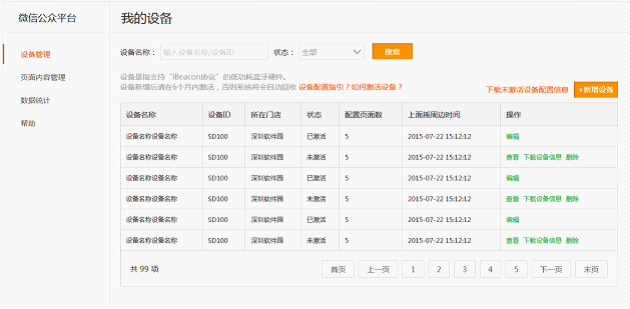 微信公众平台
我的设备
设备管理
页面内容管理
数据统计
帮助
设备名称： 输入设备名称/设备ID 状态： 全部 搜索
设备是指支持“iBeacon协议”的低功耗蓝牙硬件。
设备新增后请在6个月内激活，否则系统将会自动回收 设备配置指引？如何激活设备？
下载未激活设备配置信息 +新增设备
设备名称 设备ID 所在门店 状态 配置页面数 上面摇周边时间 操作
设备名称设备名称 SD100 深圳软件园 已激活 5 2015-07-22 15:12:12 编辑
设备名称设备名称 SD100 深圳软件园 未激活 5 2015-07-22 15:12:12 查看 下载设备信息 删除
设备名称设备名称 SD100 深圳软件园 已激活 5 2015-07-22 15:12:12 编辑
设备名称设备名称 SD100 深圳软件园 未激活 5 2015-07-22 15:12:12 查看 下载设备信息 删除
设备名称设备名称 SD100 深圳软件园 已激活 5 2015-07-22 15:12:12 编辑
设备名称设备名称 SD100 深圳软件园 未激活 5 2015-07-22 15:12:12 查看 下载设备信息 删除
共 99 项 首页 上一页 1 2 3 4 5 下一页 末页